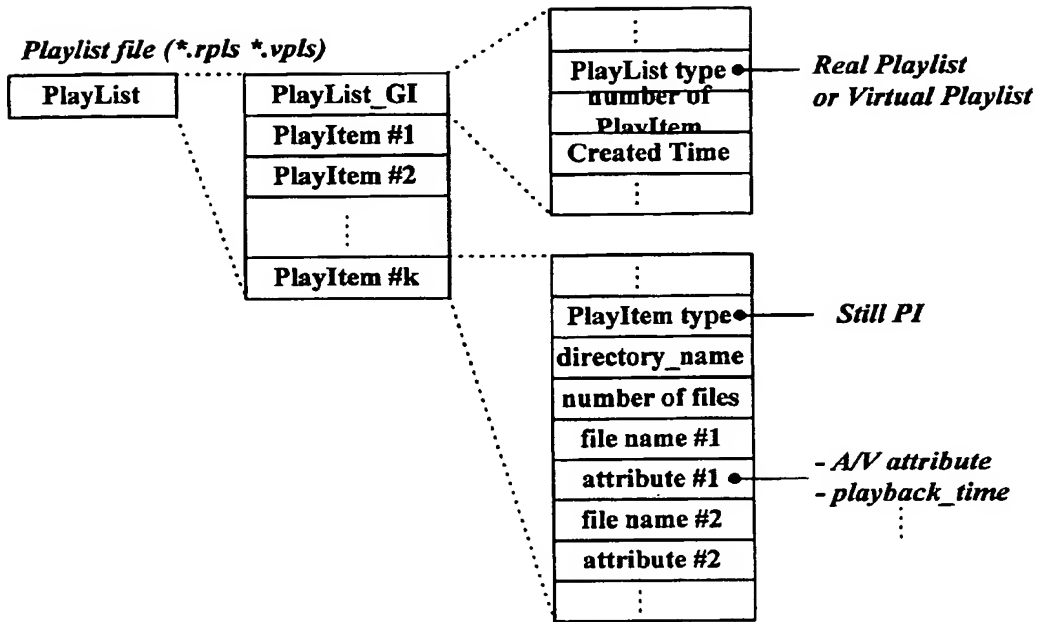 Playlist file (*.rpls *.vpls)
PlayList
PlayList_GI
PlayItem #1
PlayItem #2
PlayItem #k
PlayList type
number of
PlayItem
Created Time
Real Playlist
or Virtual Playlist
PlayItem type
directory_name
number of files
file name #1
attribute #1
file name #2
attribute #2
Still PI
- A/V attribute
- playback_time